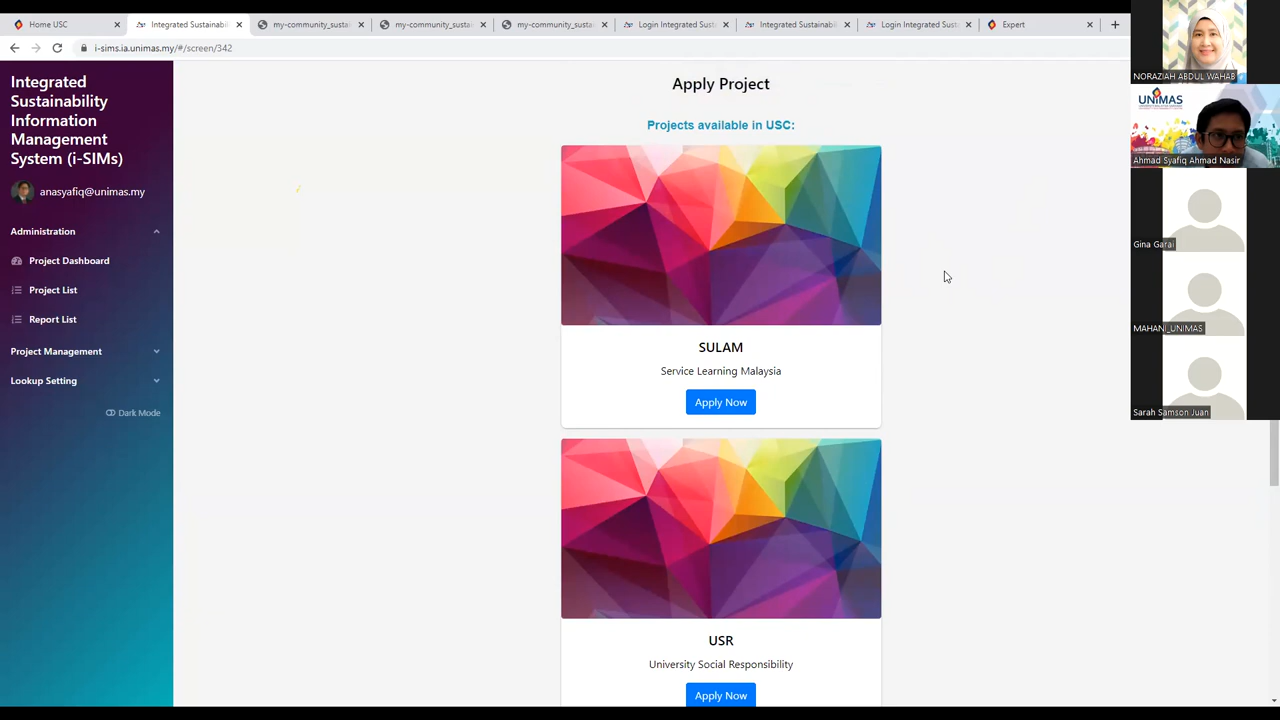 Home USC
Integrated Sustainabi
my-community_susta
my-community_susta
my-community_susta
Login Integrated Sust
Integrated Sustainabi
Login Integrated Sust
Expert
i-sims.ia.unimas.my/#/screen/342
Integrated
Sustainability
Information
Management
System (i-SIMs)
anasyafiq@unimas.my
Administration
Project Dashboard
Project List
Report List
Project Management
Lookup Setting
Dark Mode
Apply Project
Projects available in USC:
SULAM
Service Learning Malaysia
Apply Now
USR
University Social Responsibility
Apply Now
NORAZIAH ABDUL WAHAB
UNIMAS
Ahmad Syafiq Ahmad Nasir
Gina Garai
MAHANI_UNIMAS
Sarah Samson Juan